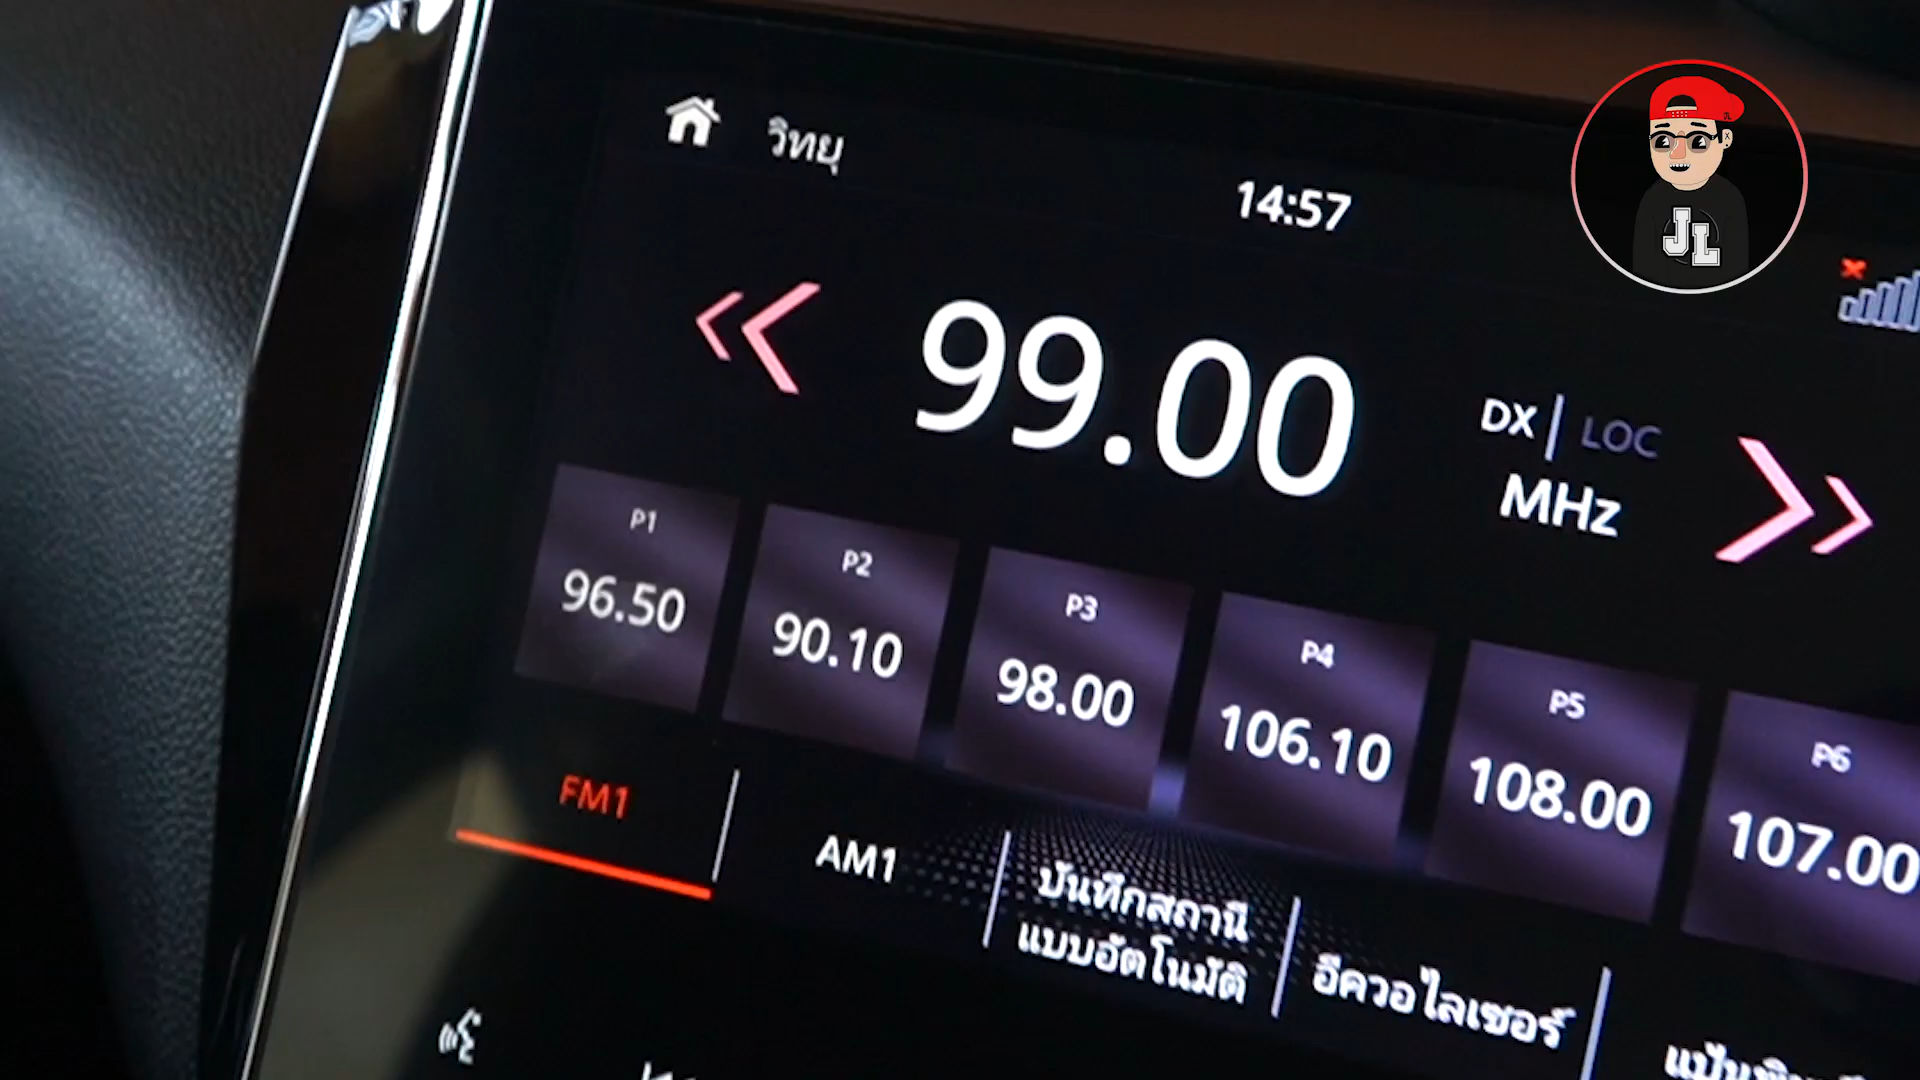 วิทยุ
14:57
99.00
DX | LOC
MHz
P1
96.50
P2
90.10
P3
98.00
P4
106.10
P5
108.00
P6
107.00
FM1
AM1
บันทึกสถานี
แบบอัตโนมัติ
อีควอไลเซอร์
JL